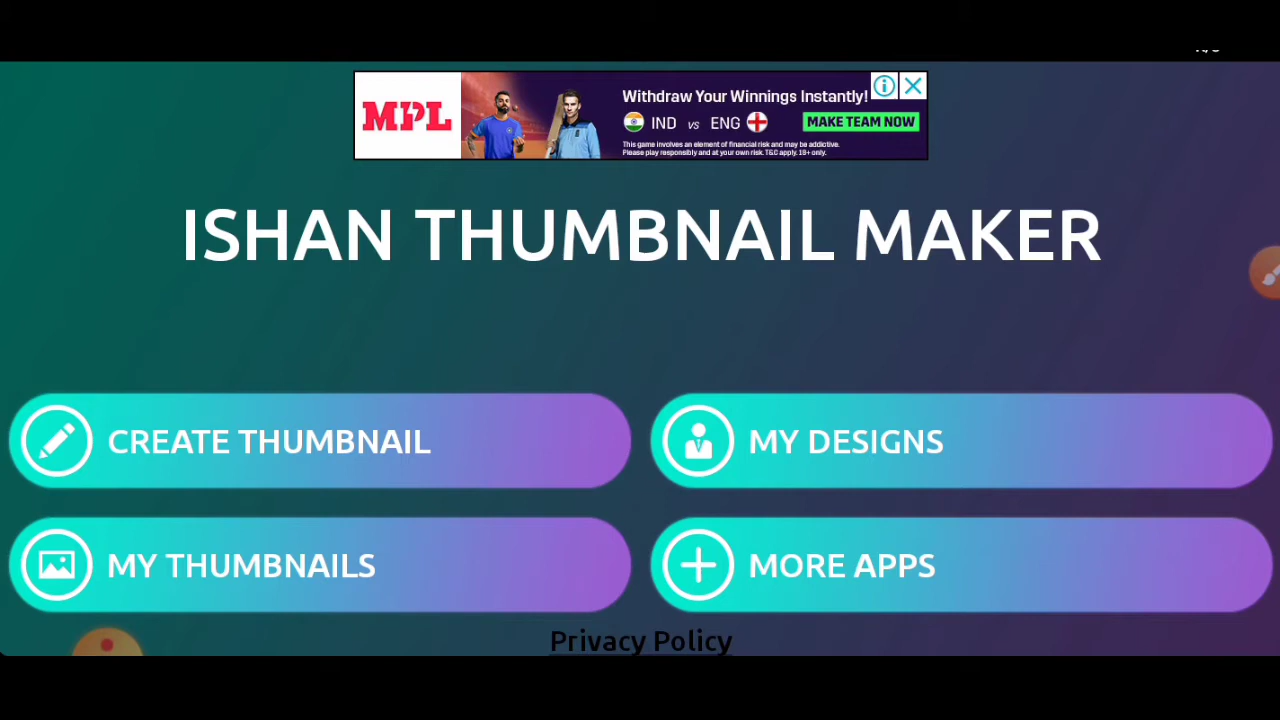 MPL
Withdraw Your Winnings Instantly!
IND vs ENG
MAKE TEAM NOW
This game involves an element of financial risk and may be addictive.
Please play responsibly and at your own risk. T&C apply. 18+ only.
ISHAN THUMBNAIL MAKER
CREATE THUMBNAIL
MY DESIGNS
MY THUMBNAILS
MORE APPS
Privacy Policy